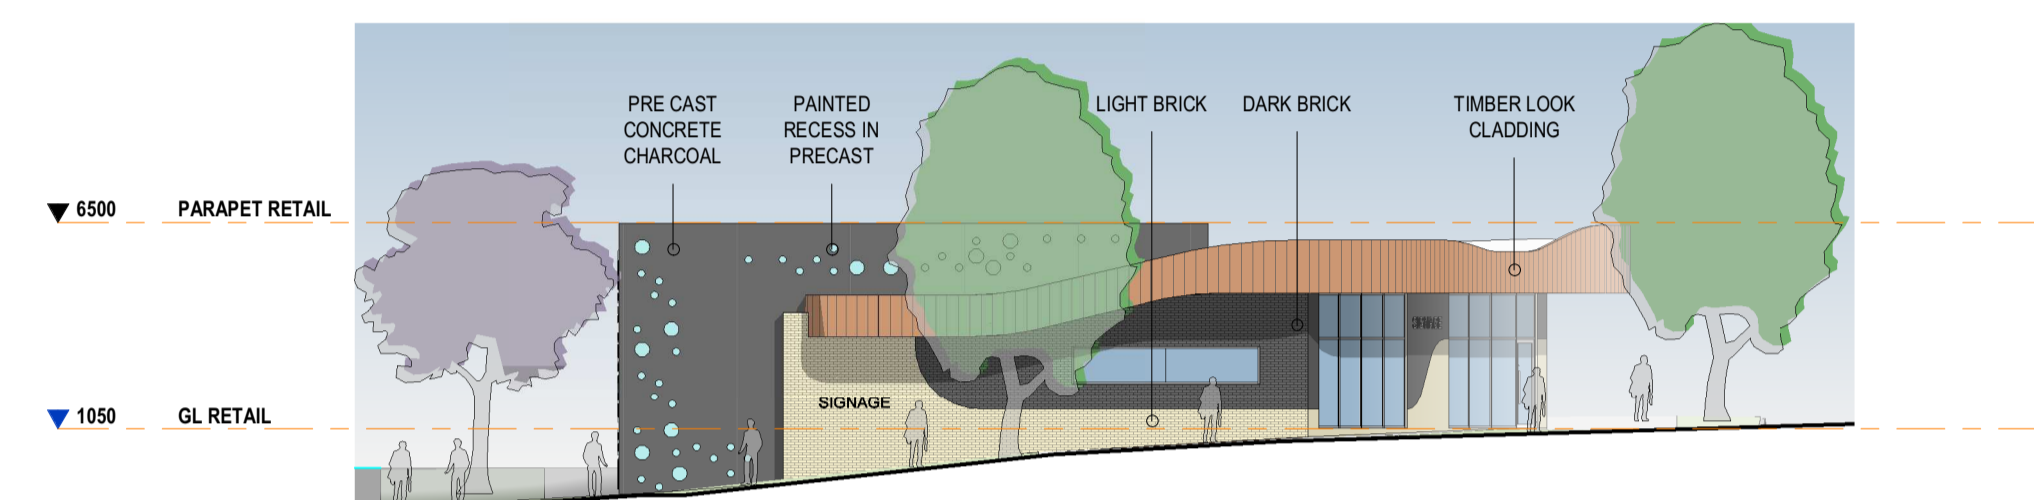 PRE CAST
CONCRETE
CHARCOAL
PAINTED
RECESS IN
PRECAST
LIGHT BRICK
DARK BRICK
TIMBER LOOK
CLADDING
6500 PARAPET RETAIL
SIGNAGE
SIGNAGE
1050 GL RETAIL